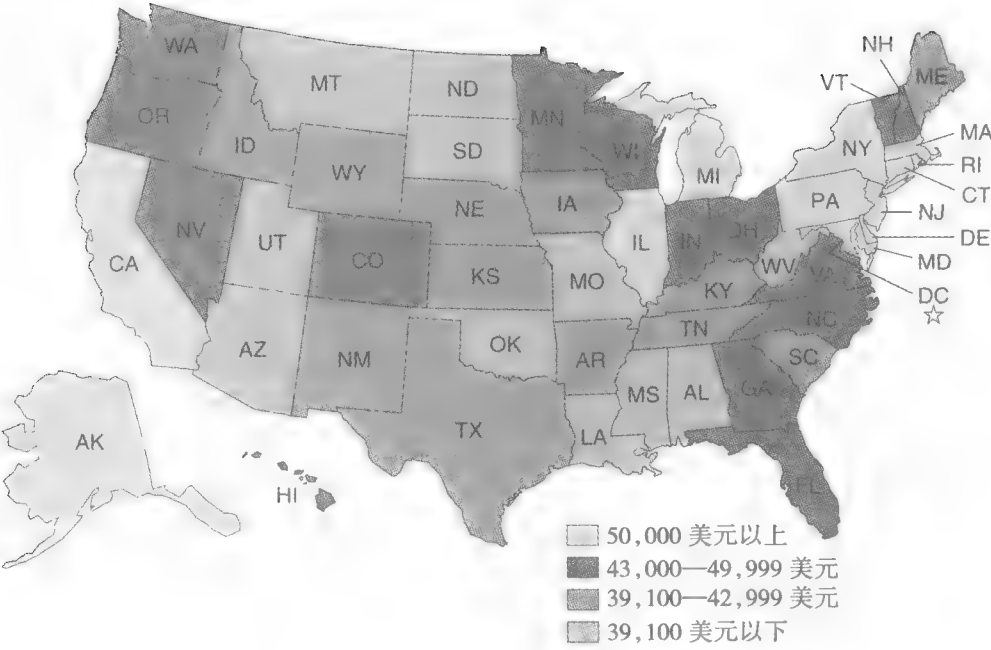 NH
WA
ME
VT
MT
ND
OR
MN
MA
ID
SD
WI
NY
RI
WY
MI
CT
PA
NE
IA
NJ
NV
OH
UT
IL
IN
DE
CA
CO
WV
MD
KS
MO
VA
KY
DC
NC
TN
OK
AZ
NM
AR
SC
MS
AL
GA
TX
LA
AK
FL
HI
50,000 美元以上
43,000—49,999 美元
39,100—42,999 美元
39,100 美元以下